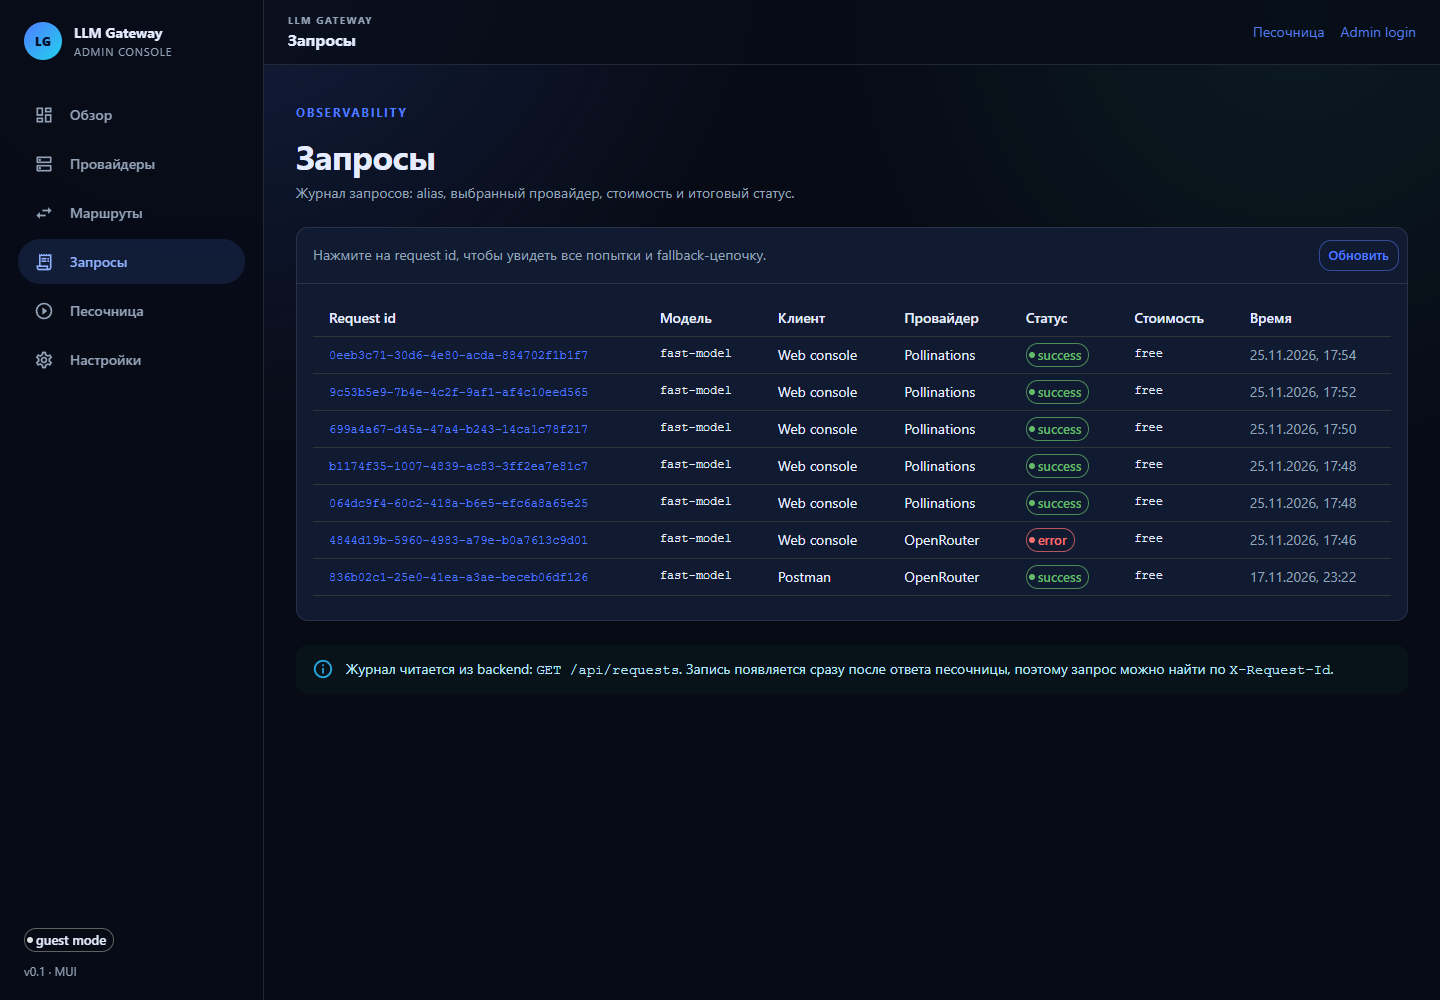 LG
LLM Gateway
ADMIN CONSOLE
Обзор
Провайдеры
Маршруты
Запросы
Песочница
Настройки
guest mode
v0.1 · MUI
LLM GATEWAY
Запросы
Песочница Admin login
OBSERVABILITY
Запросы
Журнал запросов: alias, выбранный провайдер, стоимость и итоговый статус.
Нажмите на request id, чтобы увидеть все попытки и fallback-цепочку.
Обновить
Request id Модель Клиент Провайдер Статус Стоимость Время
0eeb3c71-30d6-4e80-acda-884702f1b1f7 fast-model Web console Pollinations success free 25.11.2026, 17:54
9c53b5e9-7b4e-4c2f-9af1-af4c10eed565 fast-model Web console Pollinations success free 25.11.2026, 17:52
699a4a67-d45a-47a4-b243-14ca1c78f217 fast-model Web console Pollinations success free 25.11.2026, 17:50
b1174f35-1007-4839-ac83-3ff2ea7e81c7 fast-model Web console Pollinations success free 25.11.2026, 17:48
064dc9f4-60c2-418a-b6e5-efc6a8a65e25 fast-model Web console Pollinations success free 25.11.2026, 17:48
4844d19b-5960-4983-a79e-b0a7613c9d01 fast-model Web console OpenRouter error free 25.11.2026, 17:46
836b02c1-25e0-41ea-a3ae-beceb06df126 fast-model Postman OpenRouter success free 17.11.2026, 23:22
Журнал читается из backend: GET /api/requests. Запись появляется сразу после ответа песочницы, поэтому запрос можно найти по X-Request-Id.